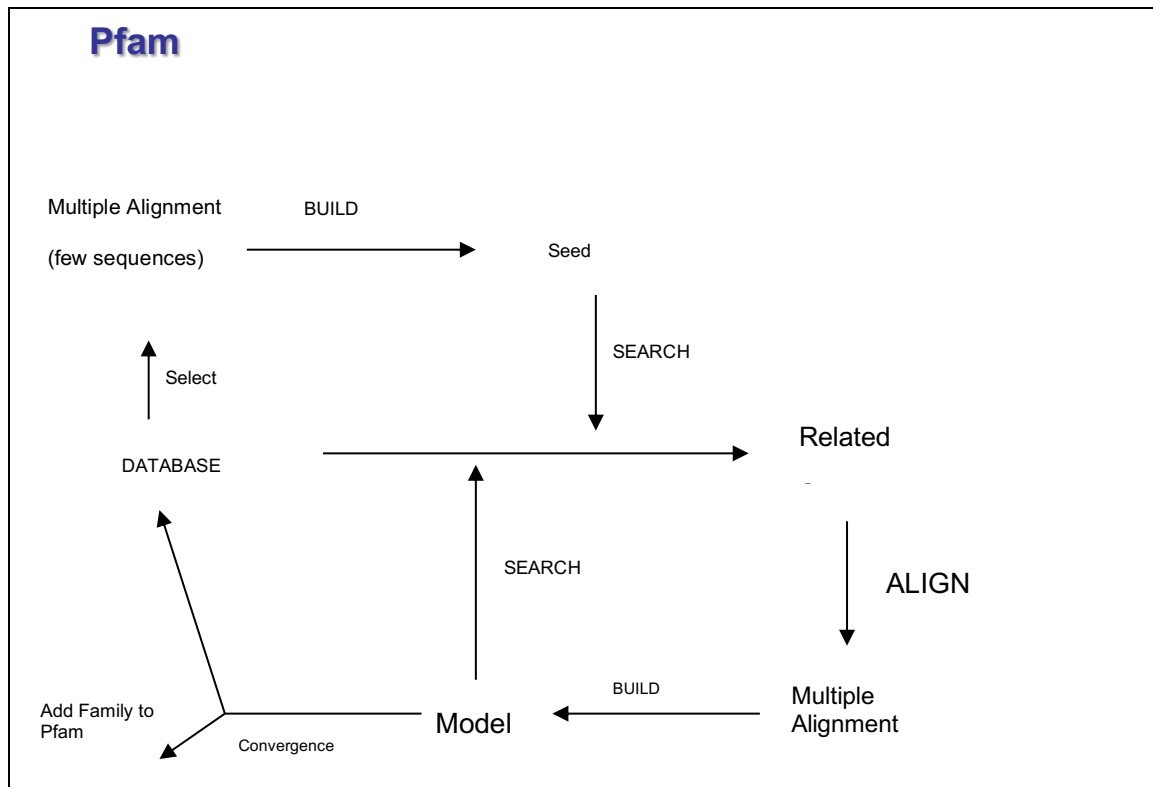 Pfam
Multiple Alignment
BUILD
(few sequences)
Seed
SEARCH
Select
Related
DATABASE
SEARCH
ALIGN
BUILD
Multiple
Alignment
Add Family to
Pfam
Model
Convergence